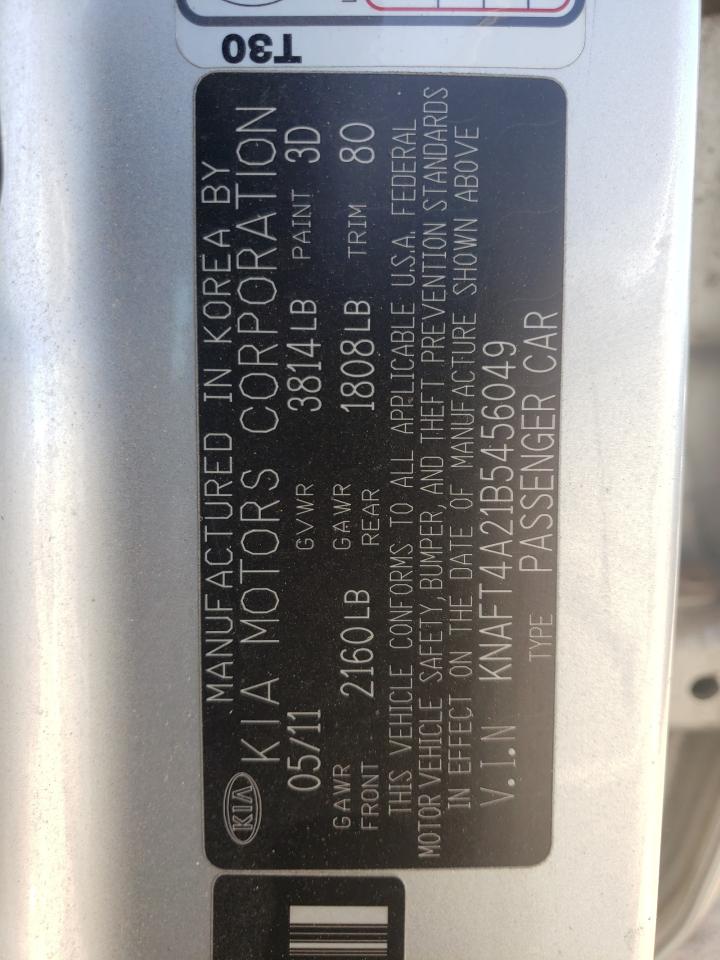 T30
MANUFACTURED IN KOREA BY
KIA KIA MOTORS CORPORATION
05/11 GVWR 3814LB PAINT 3D
GAWR FRONT 2160LB GAWR REAR 1808LB TRIM 80
THIS VEHICLE CONFORMS TO ALL APPLICABLE U.S.A. FEDERAL
MOTOR VEHICLE SAFETY, BUMPER, AND THEFT PREVENTION STANDARDS
IN EFFECT ON THE DATE OF MANUFACTURE SHOWN ABOVE
V.I.N KNAFT4A21B5456049
TYPE PASSENGER CAR